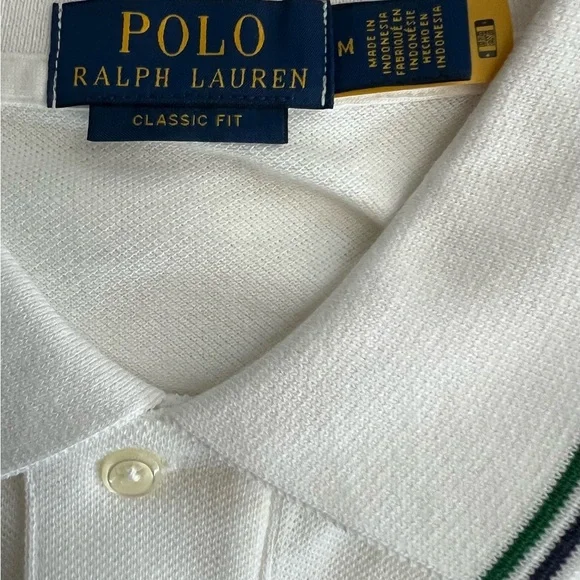 POLO
RALPH LAUREN
CLASSIC FIT
M
MADE IN
INDONESIA
FABRIQUÉ EN
INDONÉSIE
HECHO EN
INDONESIA